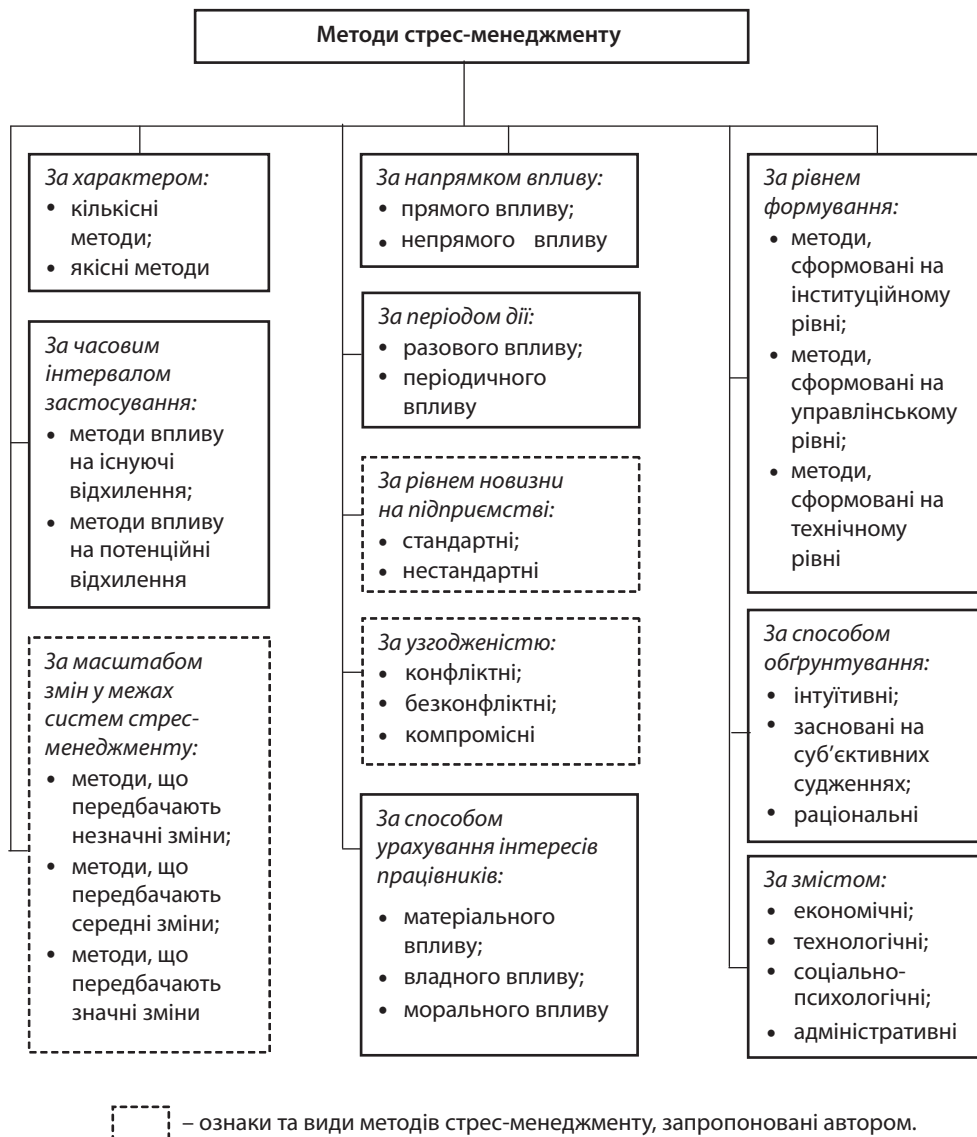 Методи стрес-менеджменту
За характером:
• кількісні
методи;
• якісні методи
За часовим
інтервалом
застосування:
• методи впливу
на існуючі
відхилення;
• методи впливу
на потенційні
відхилення
За масштабом
змін у межах
систем стрес-
менеджменту:
• методи, що
передбачають
незначні зміни;
• методи, що
передбачають
середні зміни;
• методи, що
передбачають
значні зміни
За напрямком впливу:
• прямого впливу;
• непрямого впливу
За періодом дії:
• разового впливу;
• періодичного
впливу
За рівнем новизни
на підприємстві:
• стандартні;
• нестандартні
За узгодженістю:
• конфліктні;
• безконфліктні;
• компромісні
За способом
урахування інтересів
працівників:
• матеріального
впливу;
• владного впливу;
• морального впливу
За рівнем
формування:
• методи,
сформовані на
інституційному
рівні;
• методи,
сформовані на
управлінському
рівні;
• методи,
сформовані на
технічному
рівні
За способом
обґрунтування:
• інтуїтивні;
• засновані на
суб’єктивних
судженнях;
• раціональні
За змістом:
• економічні;
• технологічні;
• соціально-
психологічні;
• адміністративні
– ознаки та види методів стрес-менеджменту, запропоновані автором.